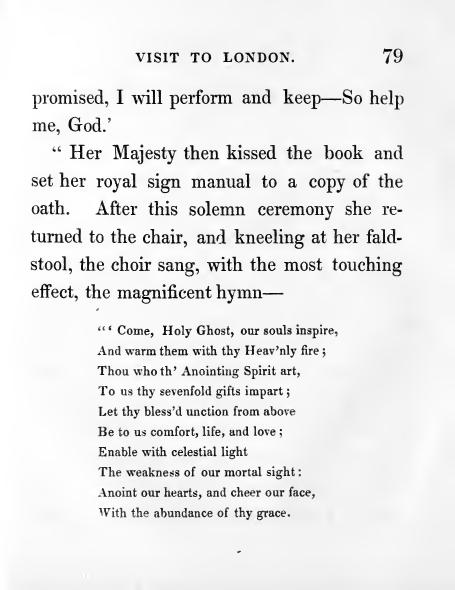 VISIT TO LONDON. 79
promised, I will perform and keep—So help
me, God.'
“ Her Majesty then kissed the book and
set her royal sign manual to a copy of the
oath. After this solemn ceremony she re-
turned to the chair, and kneeling at her fald-
stool, the choir sang, with the most touching
effect, the magnificent hymn—
“‘ Come, Holy Ghost, our souls inspire,
And warm them with thy Heav'nly fire;
Thou who th' Anointing Spirit art,
To us thy sevenfold gifts impart;
Let thy bless'd unction from above
Be to us comfort, life, and love;
Enable with celestial light
The weakness of our mortal sight:
Anoint our hearts, and cheer our face,
With the abundance of thy grace.